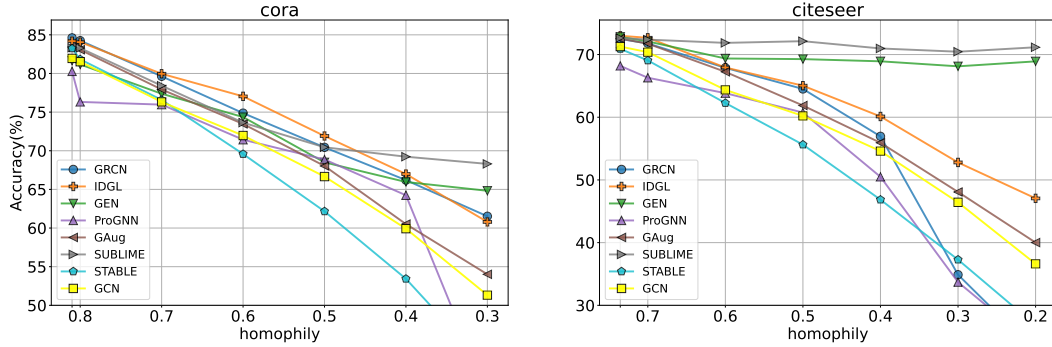 cora
Accuracy(%)
85
80
75
70
65
60
55
50
GRCN
IDGL
GEN
ProGNN
GAug
SUBLIME
STABLE
GCN
0.8 0.7 0.6 0.5 0.4 0.3
homophily
citeseer
70
60
50
40
30
GRCN
IDGL
GEN
ProGNN
GAug
SUBLIME
STABLE
GCN
0.7 0.6 0.5 0.4 0.3 0.2
homophily